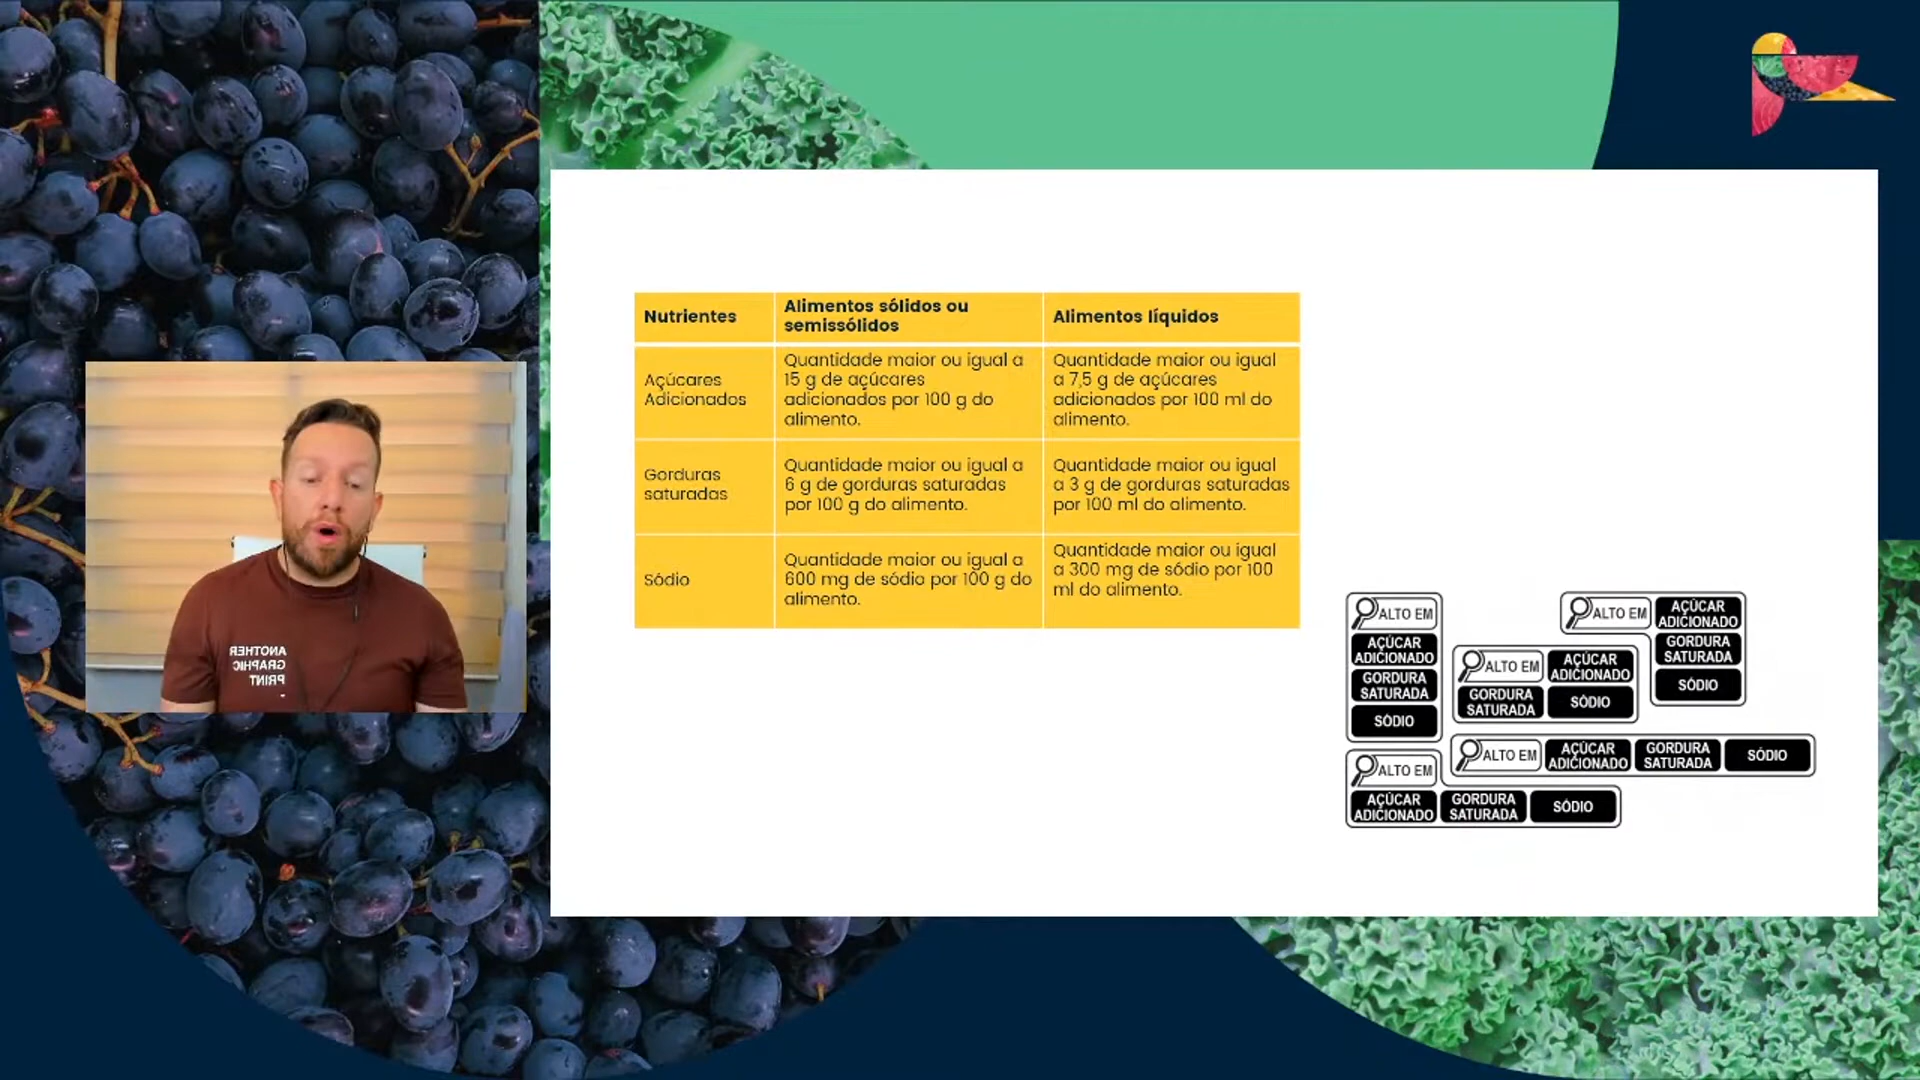 Nutrientes
Alimentos sólidos ou
semissólidos
Alimentos líquidos
Açúcares
Adicionados
Quantidade maior ou igual a
15 g de açúcares
adicionados por 100 g do
alimento.
Quantidade maior ou igual
a 7,5 g de açúcares
adicionados por 100 ml do
alimento.
Gorduras
saturadas
Quantidade maior ou igual a
6 g de gorduras saturadas
por 100 g do alimento.
Quantidade maior ou igual
a 3 g de gorduras saturadas
por 100 ml do alimento.
Sódio
Quantidade maior ou igual a
600 mg de sódio por 100 g do
alimento.
Quantidade maior ou igual
a 300 mg de sódio por 100
ml do alimento.
ANOTHER
GRAPHIC
PRINT
-
ALTO EM
AÇÚCAR
ADICIONADO
GORDURA
SATURADA
SÓDIO
ALTO EM
AÇÚCAR
ADICIONADO
GORDURA
SATURADA
SÓDIO
ALTO EM
AÇÚCAR
ADICIONADO
GORDURA
SATURADA
SÓDIO
ALTO EM
AÇÚCAR
ADICIONADO
GORDURA
SATURADA
SÓDIO
ALTO EM
AÇÚCAR
ADICIONADO
GORDURA
SATURADA
SÓDIO